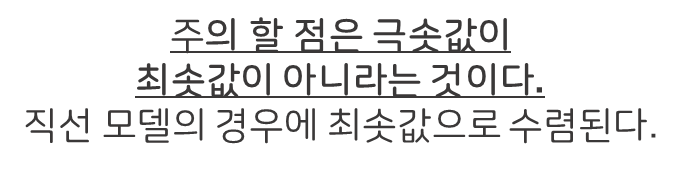 주의 할 점은 극솟값이
최솟값이 아니라는 것이다.
직선 모델의 경우에 최솟값으로 수렴된다.